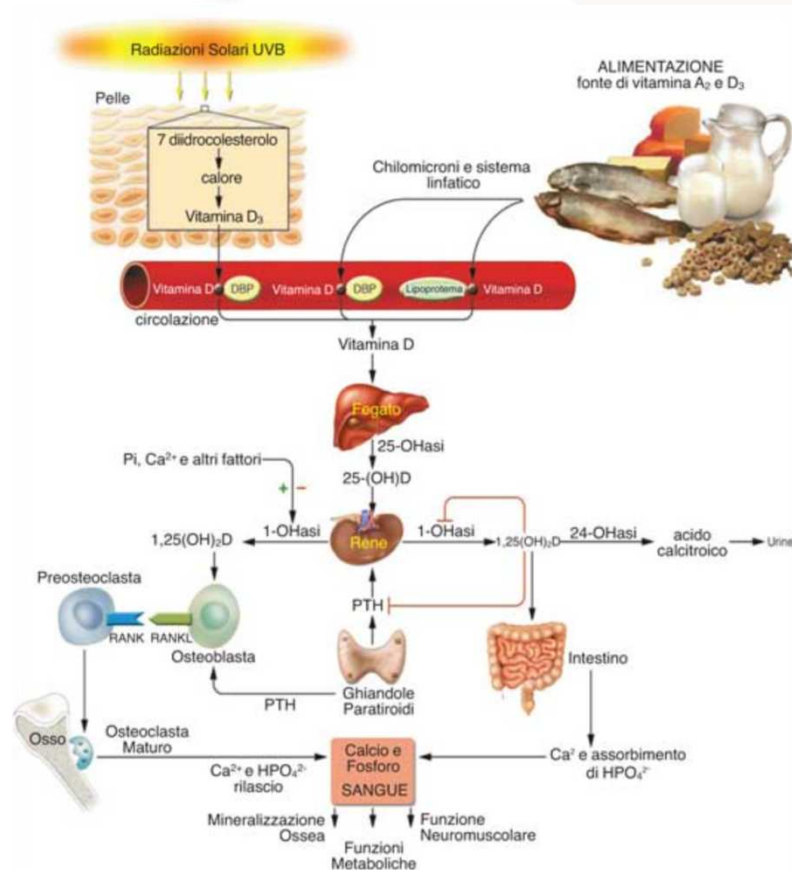 Radiazioni Solari UVB
Pelle
7 diidrocolesterolo
calore
Vitamina D₃
ALIMENTAZIONE
fonte di vitamina A₂ e D₃
Chilomicroni e sistema
linfatico
Vitamina D DBP Vitamina D DBP Lipoproteina Vitamina D
circolazione
Vitamina D
Fegato
25-OHasi
25-(OH)D
Pi, Ca²⁺ e altri fattori
+ −
1,25(OH)₂D
1-OHasi
Rene
1-OHasi
1,25(OH)₂D
24-OHasi
acido
calcitroico
Urine
Preosteoclasta
RANK RANKL
Osteoblasta
PTH
PTH
Ghiandole
Paratiroidi
Intestino
Osso
Osteoclasta
Maturo
Ca²⁺ e HPO₄²⁻
rilascio
Calcio e
Fosforo
SANGUE
Ca² e assorbimento
di HPO₄²⁻
Mineralizzazione
Ossea
Funzioni
Metaboliche
Funzione
Neuromuscolare